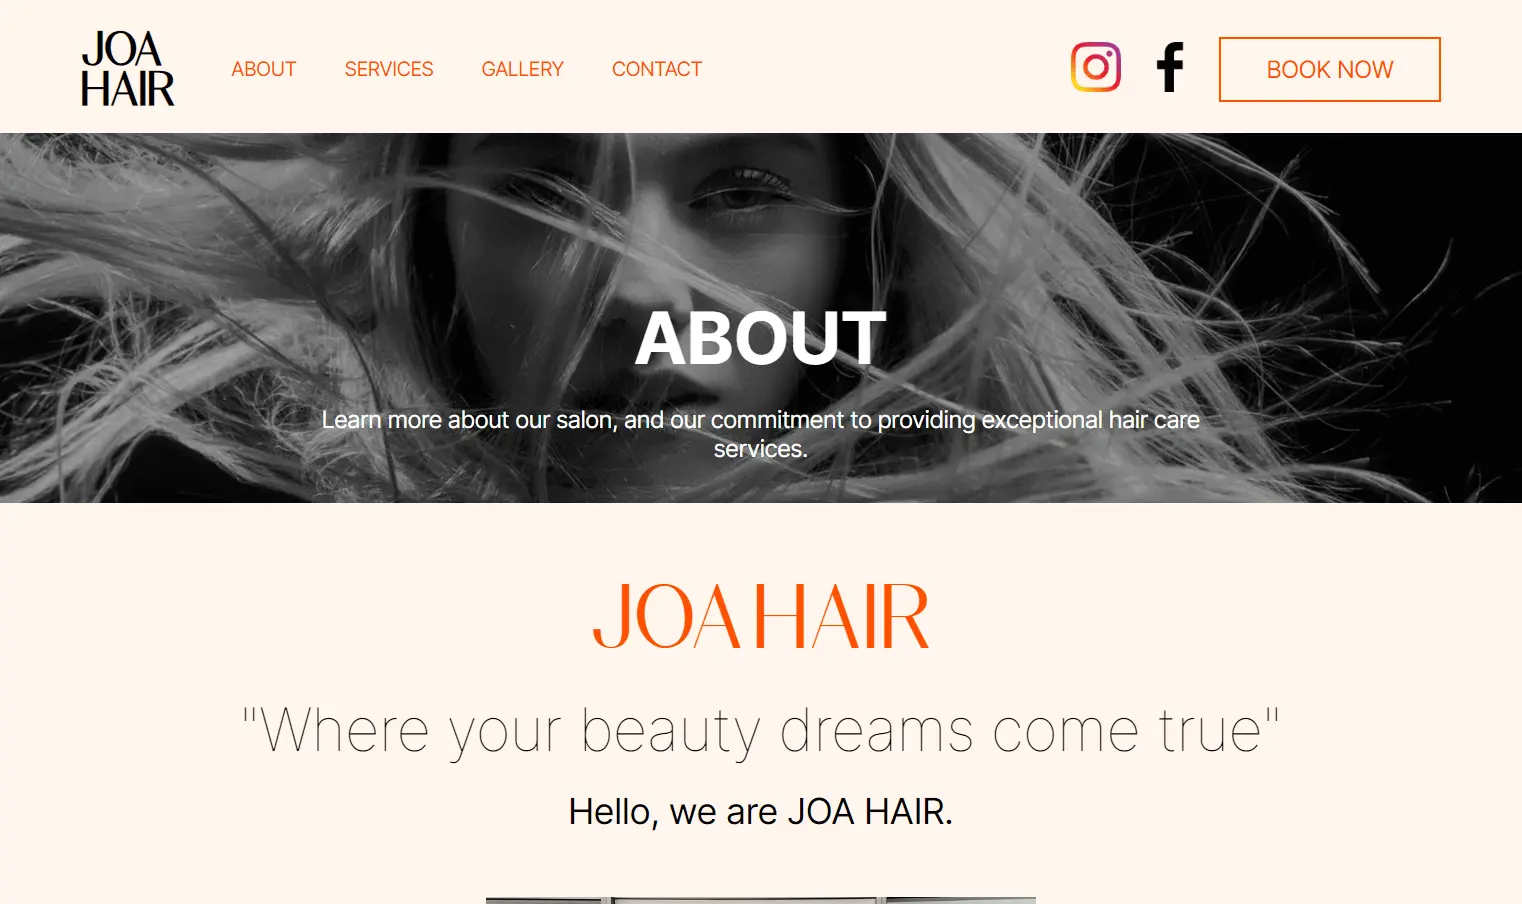 JOA
HAIR
ABOUT
SERVICES
GALLERY
CONTACT
BOOK NOW
ABOUT
Learn more about our salon, and our commitment to providing exceptional hair care
services.
JOA HAIR
"Where your beauty dreams come true"
Hello, we are JOA HAIR.